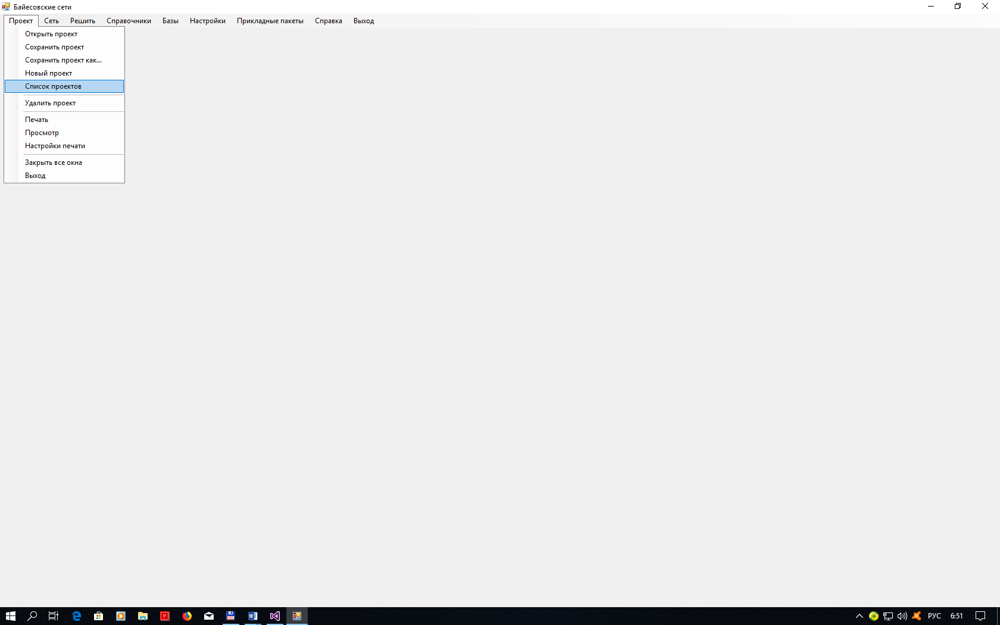 Байесовские сети
Проект Сеть Решить Справочники Базы Настройки Прикладные пакеты Справка Выход
Открыть проект
Сохранить проект
Сохранить проект как...
Новый проект
Список проектов
Удалить проект
Печать
Просмотр
Настройки печати
Закрыть все окна
Выход
РУС 6:51